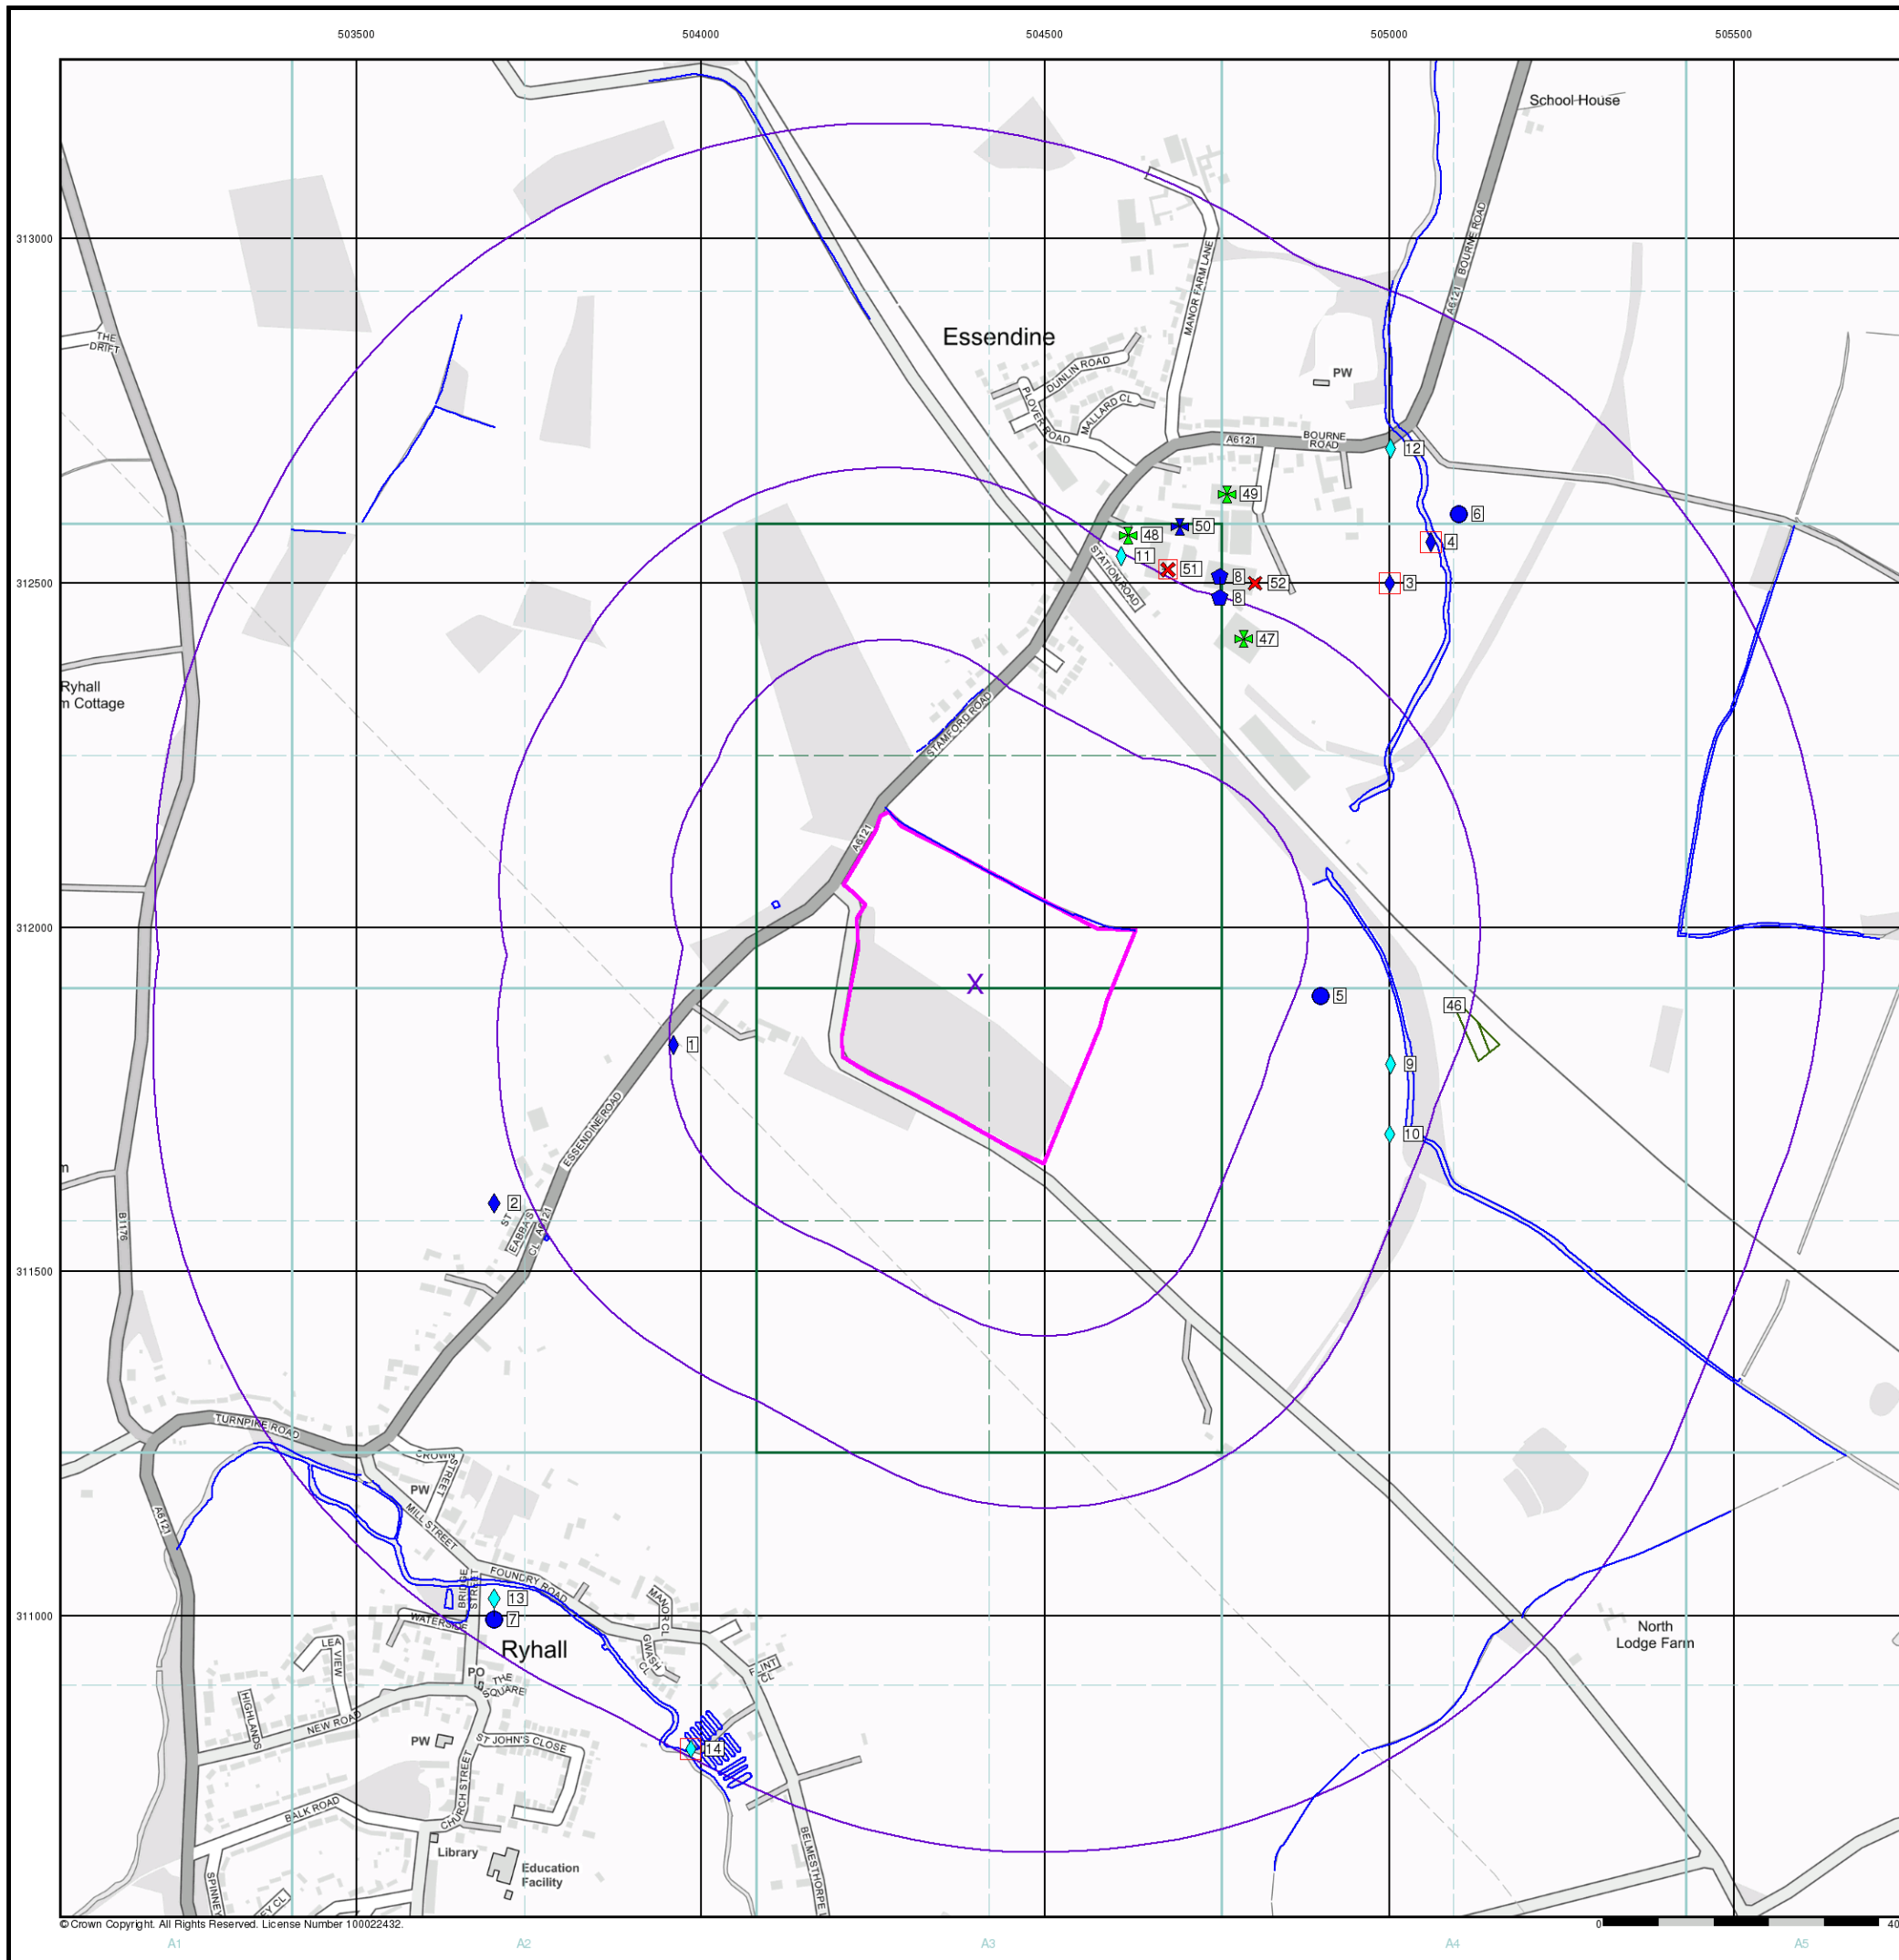 503500
504000
504500
505000
505500
School House
313000
A6121
BOURNE ROAD
MANOR FARM LANE
THE
DRIFT
Essendine
DUNLIN ROAD
PLOVER ROAD
MALLARD CL
PW
A6121
BOURNE
ROAD
12
49
6
50
48
4
11
51
312500
8
52
3
8
STATION ROAD
47
Ryhall
m Cottage
STAMFORD ROAD
A6121
312000
X
5
46
1
9
10
ESSENDINE ROAD
2
B1176
ST
EABBA'S
CL
A6121
311500
TURNPIKE ROAD
CROWN
STREET
PW
A6121
MILL STREET
FOUNDRY ROAD
BRIDGE
STREET
MANOR CL
13
311000
WATERSIDE
7
North
Lodge Farm
LEA
VIEW
Ryhall
GWASH
CL
FLINT
CL
PO
THE
SQUARE
HIGHLANDS
NEW ROAD
PW
ST JOHN'S CLOSE
14
CHURCH STREET
BALK ROAD
BELMESTHORPE
Library
Education
Facility
SPINNEY
EY CL
© Crown Copyright. All Rights Reserved. License Number 100022432.
0
40
A1
A2
A3
A4
A5